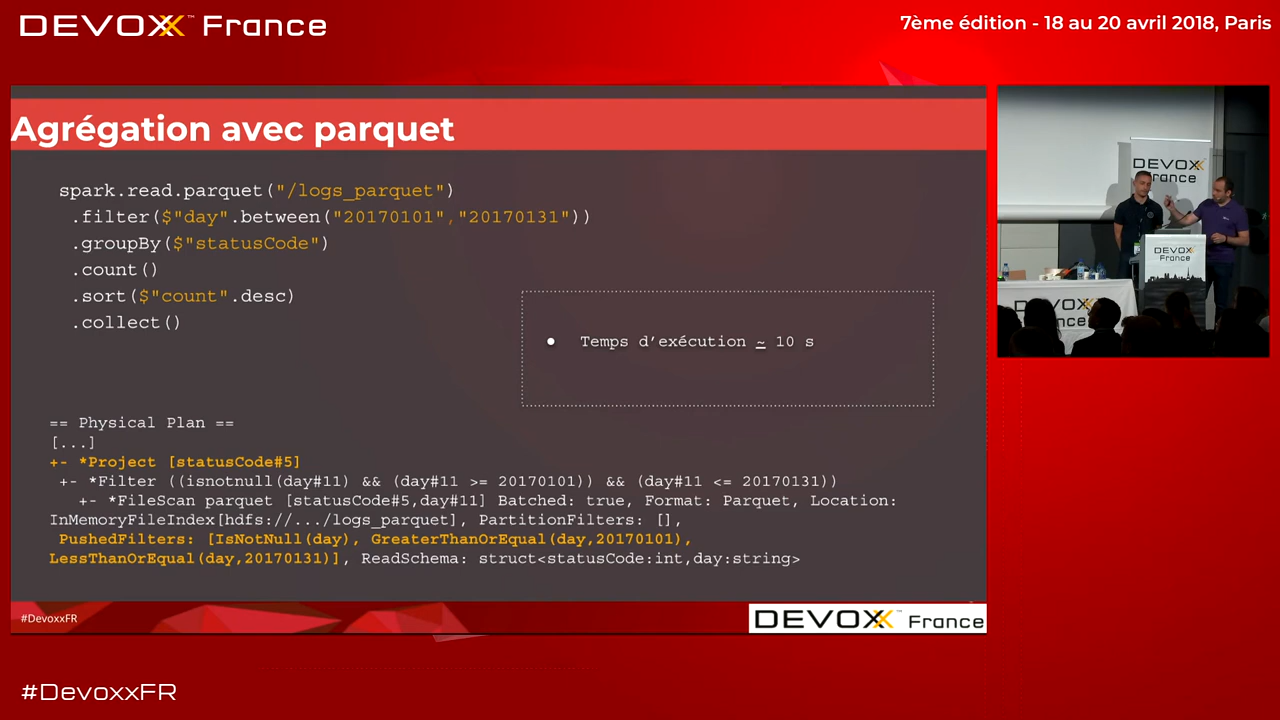 DEVOXX™ France
7ème édition - 18 au 20 avril 2018, Paris
Agrégation avec parquet
spark.read.parquet("/logs_parquet")
.filter($"day".between("20170101","20170131"))
.groupBy($"statusCode")
.count()
.sort($"count".desc)
.collect()
● Temps d'exécution ~ 10 s
== Physical Plan ==
[...]
+- *Project [statusCode#5]
+- *Filter ((isnotnull(day#11) && (day#11 >= 20170101)) && (day#11 <= 20170131))
+- *FileScan parquet [statusCode#5,day#11] Batched: true, Format: Parquet, Location:
InMemoryFileIndex[hdfs://.../logs_parquet], PartitionFilters: [],
PushedFilters: [IsNotNull(day), GreaterThanOrEqual(day,20170101),
LessThanOrEqual(day,20170131)], ReadSchema: struct<statusCode:int,day:string>
#DevoxxFR
DEVOXX™ France
DEVOXX
France
DEVOXX
France
DEVOXX
France
#DevoxxFR